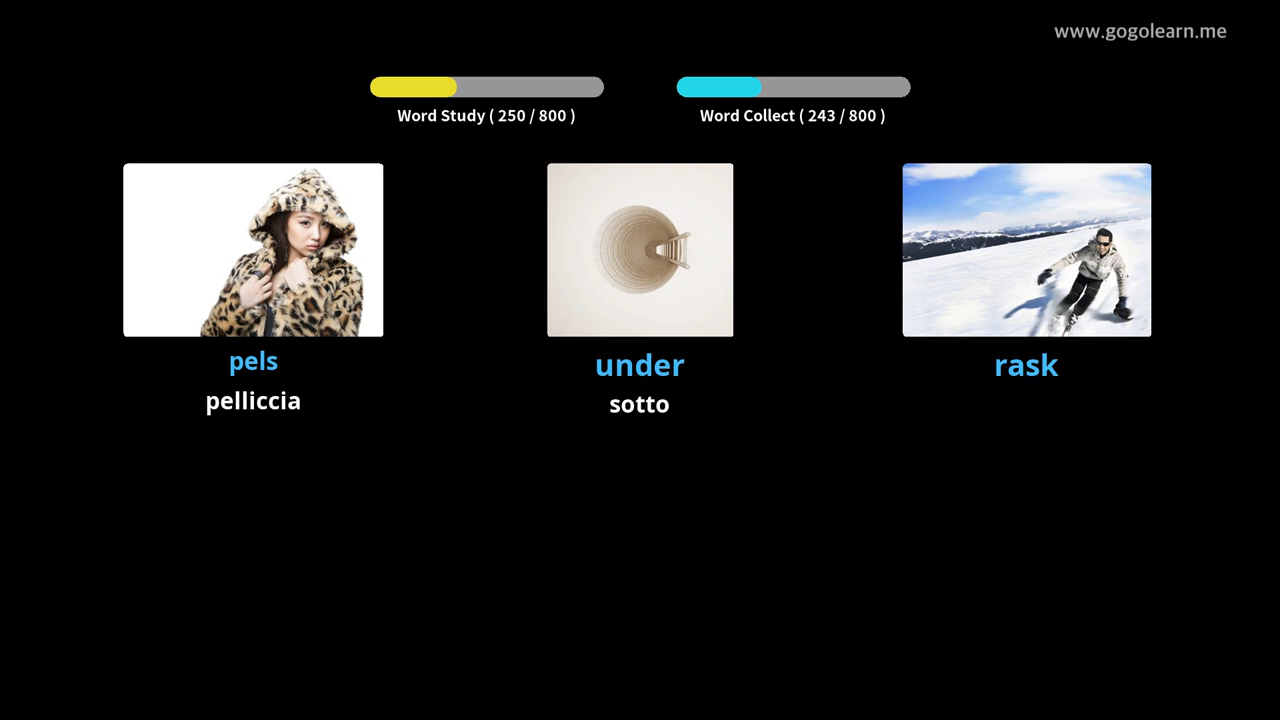 www.gogolearn.me
Word Study ( 250 / 800 )
Word Collect ( 243 / 800 )
pels
pelliccia
under
sotto
rask